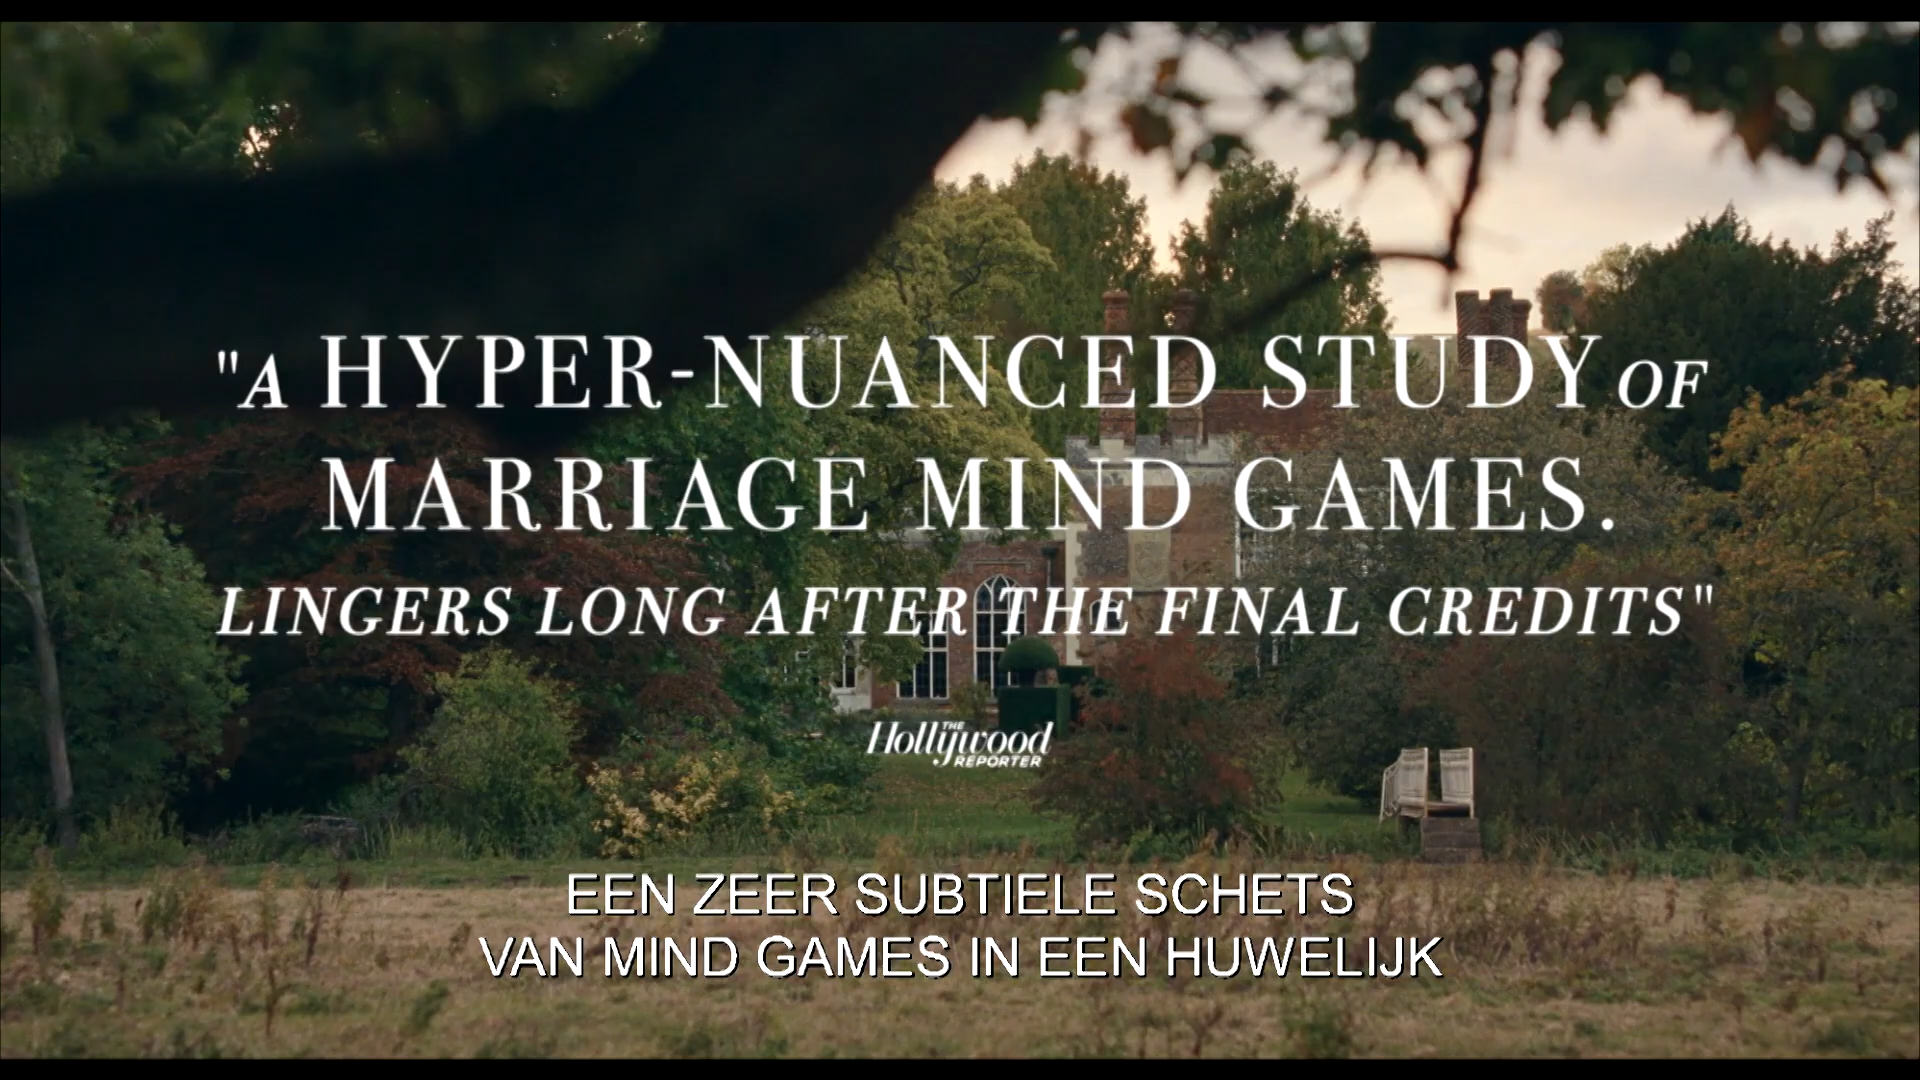 "A HYPER-NUANCED STUDY OF
MARRIAGE MIND GAMES.
LINGERS LONG AFTER THE FINAL CREDITS"
THE
Hollywood
REPORTER
EEN ZEER SUBTIELE SCHETS
VAN MIND GAMES IN EEN HUWELIJK